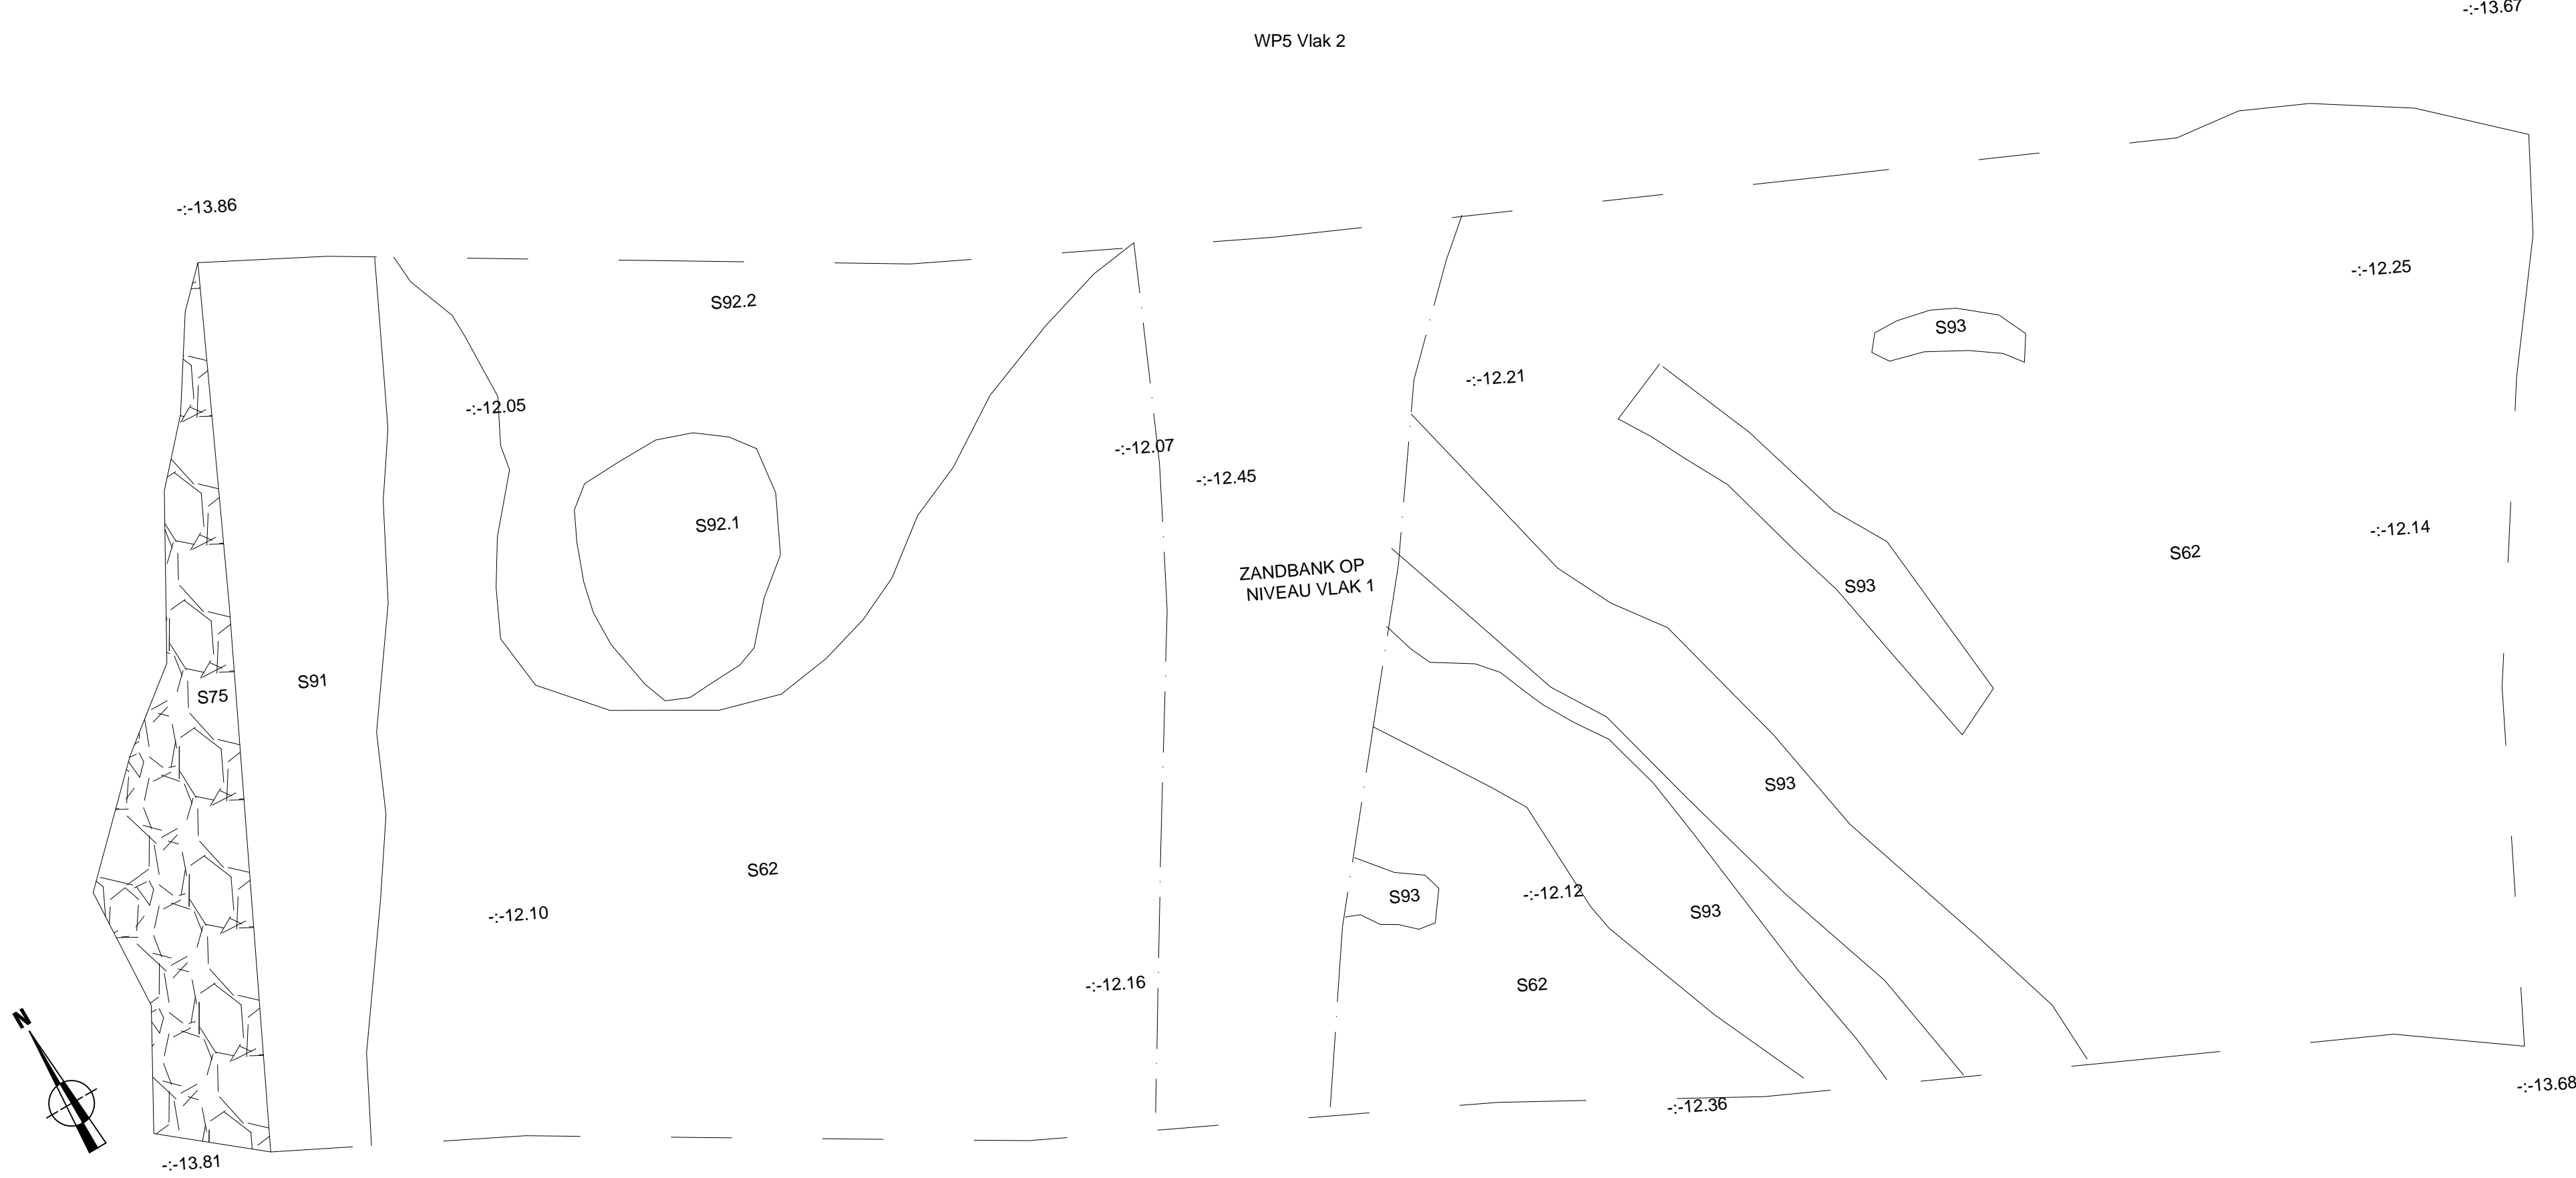 -:-13.67
WP5 Vlak 2
-:-13.86
-:-12.25
S92.2
S93
-:-12.21
-:-12.05
-:-12.07
-:-12.45
S92.1
-:-12.14
S62
ZANDBANK OP
NIVEAU VLAK 1
S93
S91
S75
S93
S62
S93
-:-12.12
S93
-:-12.10
-:-12.16
S62
N
-:-12.36
-:-13.68
-:-13.81